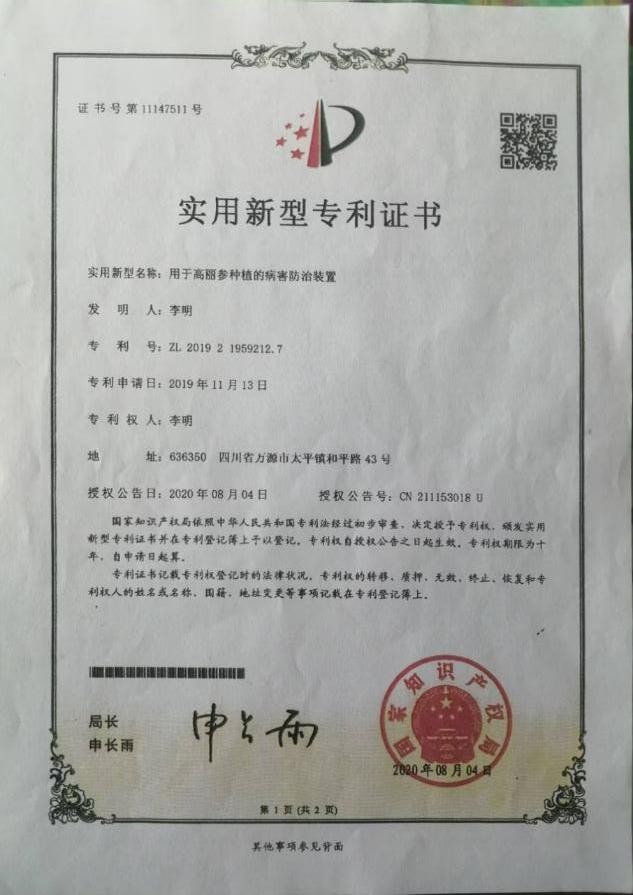 证书号第11147511号
实用新型专利证书
实用新型名称：用于高丽参种植的病害防治装置
发明人：李明
专利号：ZL 2019 2 1959212.7
专利申请日：2019年11月13日
专利权人：李明
地址：636350 四川省万源市太平镇和平路43号
授权公告日：2020年08月04日 授权公告号：CN 211153018 U
国家知识产权局依照中华人民共和国专利法经过初步审查，决定授予专利权，颁发实用
新型专利证书并在专利登记簿上予以登记。专利权自授权公告之日起生效。专利权期限为十
年，自申请日起算。
专利证书记载专利权登记时的法律状况。专利权的转移、质押、无效、终止、恢复和专
利权人的姓名或名称、国籍、地址变更等事项记载在专利登记簿上。
局长
申长雨
申长雨
国家知识产权局
2020年08月04日
第1页(共2页)
其他事项参见背面